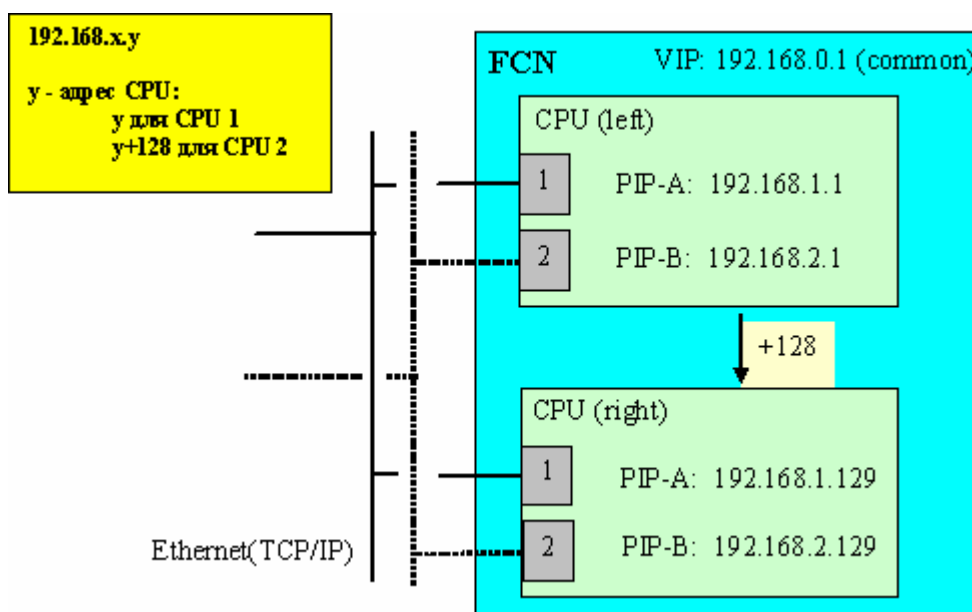 192.168.x.y
y - адрес CPU:
y для CPU 1
y+128 для CPU 2
FCN
VIP: 192.168.0.1 (common)
CPU (left)
1
PIP-A: 192.168.1.1
2
PIP-B: 192.168.2.1
+128
CPU (right)
1
PIP-A: 192.168.1.129
2
PIP-B: 192.168.2.129
Ethernet(TCP/IP)